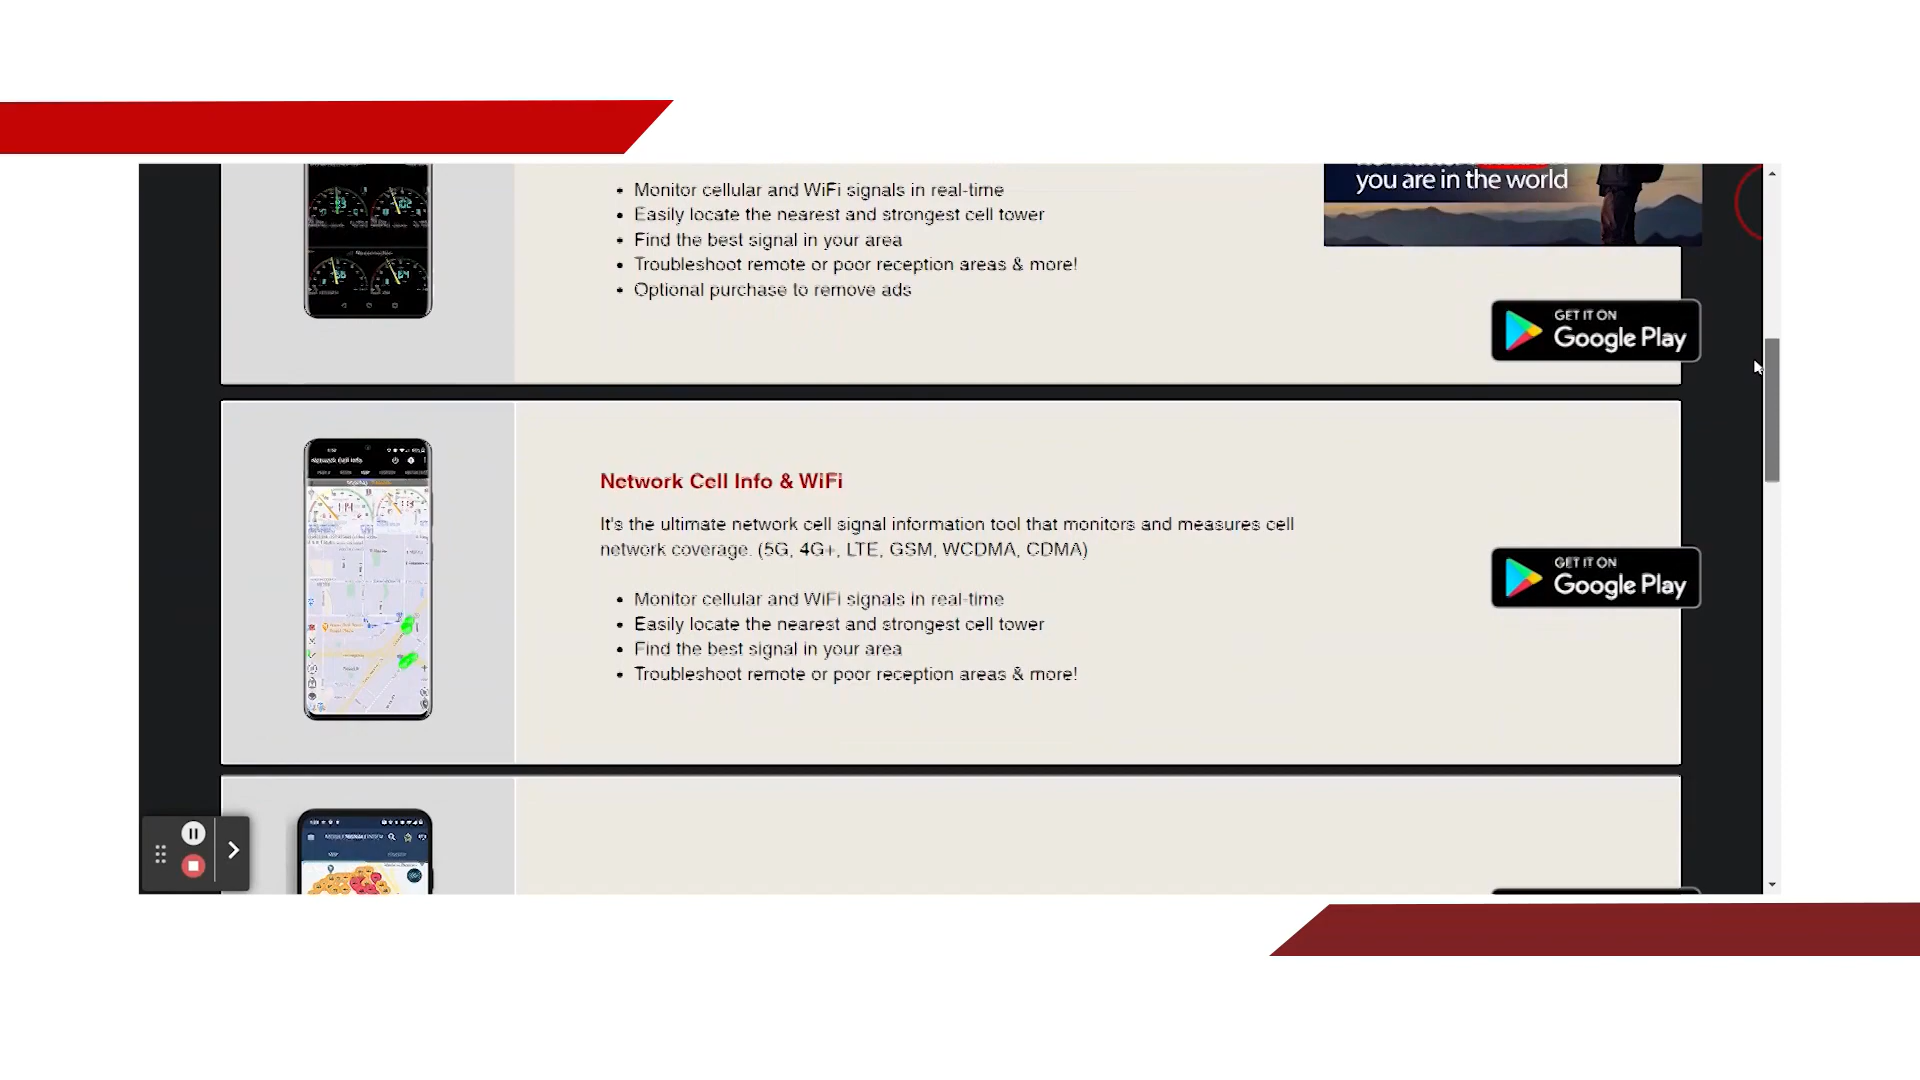 you are in the world
• Monitor cellular and WiFi signals in real-time
• Easily locate the nearest and strongest cell tower
• Find the best signal in your area
• Troubleshoot remote or poor reception areas & more!
• Optional purchase to remove ads
GET IT ON
Google Play
Network Cell Info & WiFi
It's the ultimate network cell signal information tool that monitors and measures cell
network coverage. (5G, 4G+, LTE, GSM, WCDMA, CDMA)
GET IT ON
Google Play
• Monitor cellular and WiFi signals in real-time
• Easily locate the nearest and strongest cell tower
• Find the best signal in your area
• Troubleshoot remote or poor reception areas & more!
Network Cell Info